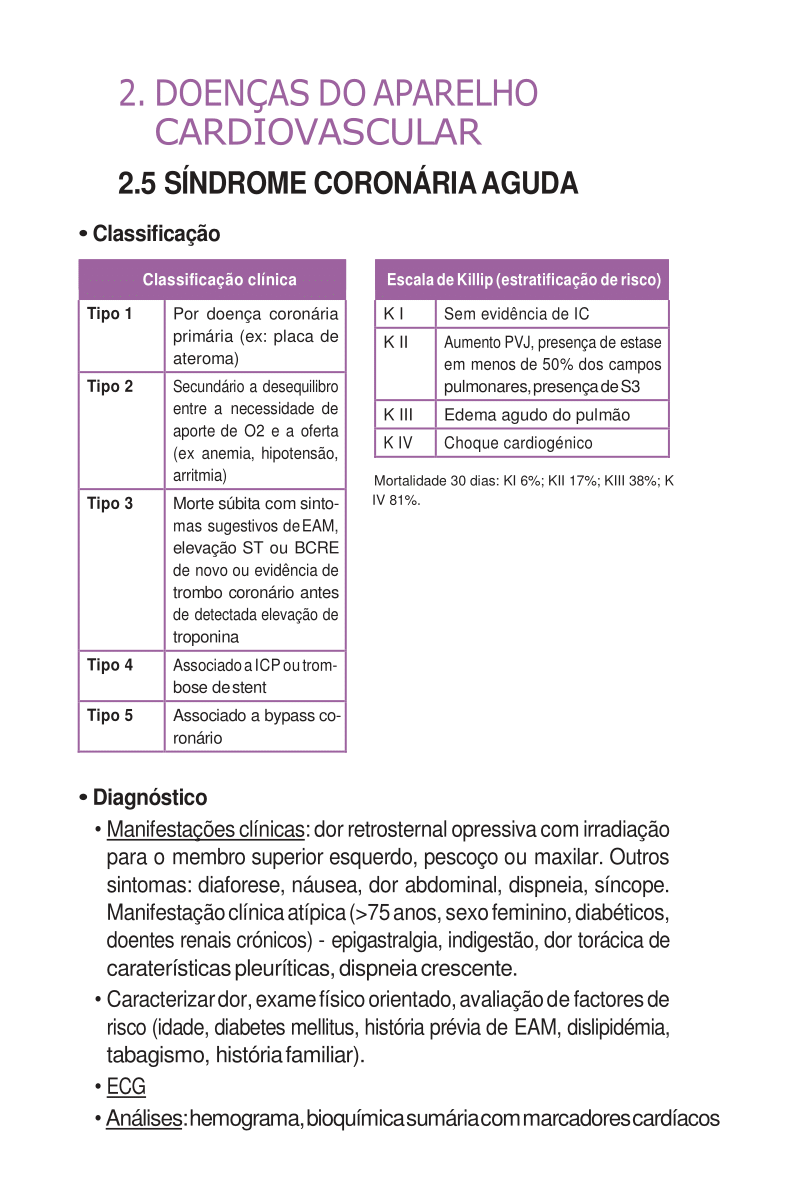 2. DOENÇAS DO APARELHO
CARDIOVASCULAR
2.5 SÍNDROME CORONÁRIA AGUDA
• Classificação
Classificação clínica
Tipo 1 Por doença coronária
primária (ex: placa de
ateroma)
Tipo 2 Secundário a desequilibro
entre a necessidade de
aporte de O2 e a oferta
(ex anemia, hipotensão,
arritmia)
Tipo 3 Morte súbita com sinto-
mas sugestivos de EAM,
elevação ST ou BCRE
de novo ou evidência de
trombo coronário antes
de detectada elevação de
troponina
Tipo 4 Associado a ICP ou trom-
bose de stent
Tipo 5 Associado a bypass co-
ronário
Escala de Killip (estratificação de risco)
K I Sem evidência de IC
K II Aumento PVJ, presença de estase
em menos de 50% dos campos
pulmonares, presença de S3
K III Edema agudo do pulmão
K IV Choque cardiogénico
Mortalidade 30 dias: KI 6%; KII 17%; KIII 38%; K
IV 81%.
• Diagnóstico
• Manifestações clínicas: dor retrosternal opressiva com irradiação
para o membro superior esquerdo, pescoço ou maxilar. Outros
sintomas: diaforese, náusea, dor abdominal, dispneia, síncope.
Manifestação clínica atípica (>75 anos, sexo feminino, diabéticos,
doentes renais crónicos) - epigastralgia, indigestão, dor torácica de
caraterísticas pleuríticas, dispneia crescente.
• Caracterizar dor, exame físico orientado, avaliação de factores de
risco (idade, diabetes mellitus, história prévia de EAM, dislipidémia,
tabagismo, história familiar).
• ECG
• Análises: hemograma, bioquímica sumária com marcadores cardíacos